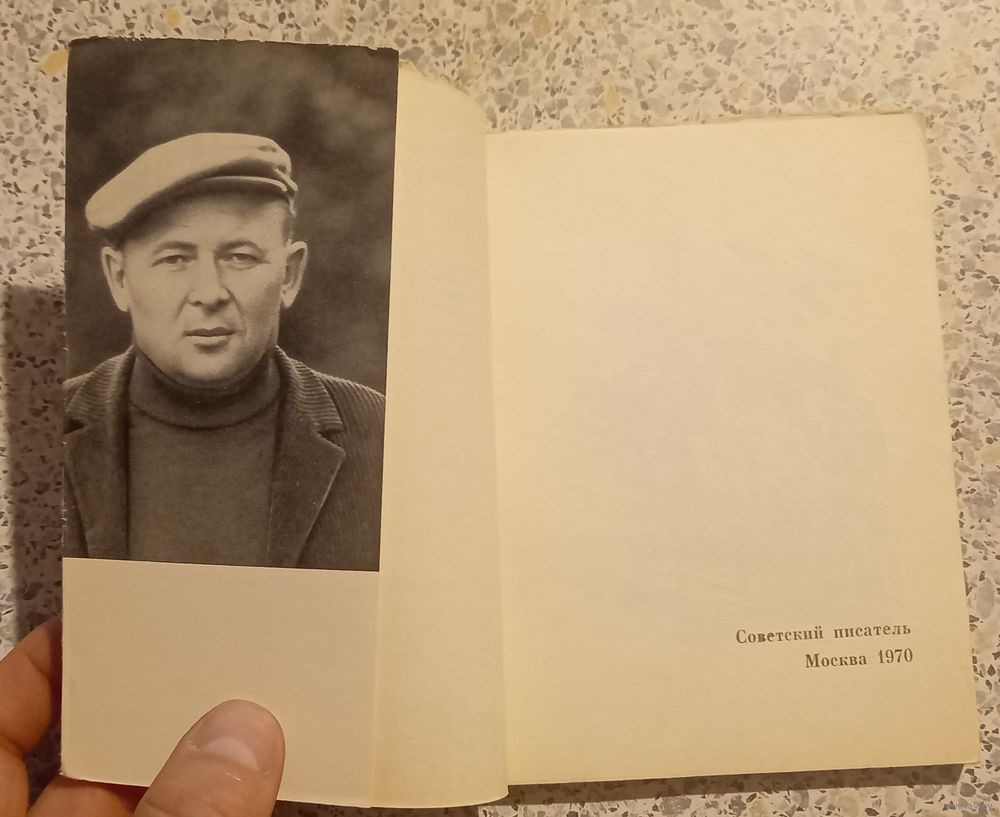 Советский писатель
Москва 1970